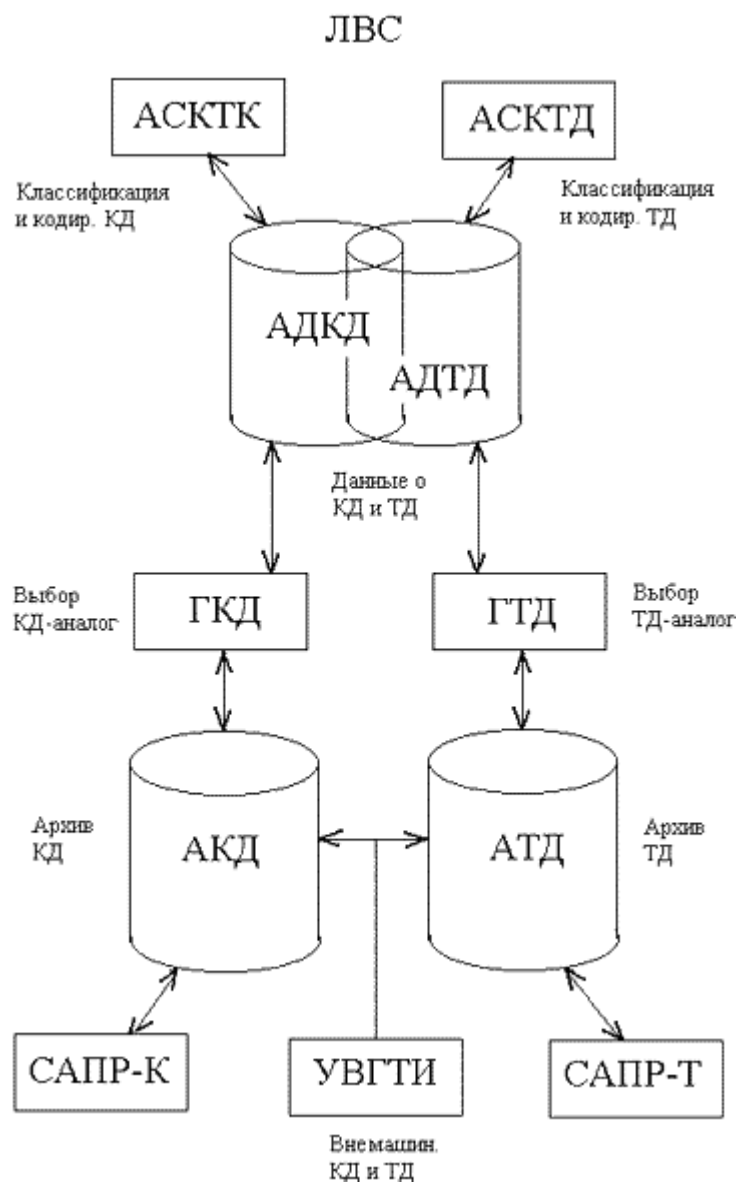 ЛВС
АСКТК
АСКТД
Классификация
и кодир. КД
Классификация
и кодир. ТД
АДКД
АДТД
Данные о
КД и ТД
Выбор
КД-аналог
ГКД
ГТД
Выбор
ТД-аналог
Архив
КД
АКД
АТД
Архив
ТД
САПР-К
УВГТИ
САПР-Т
Внемашин.
КД и ТД